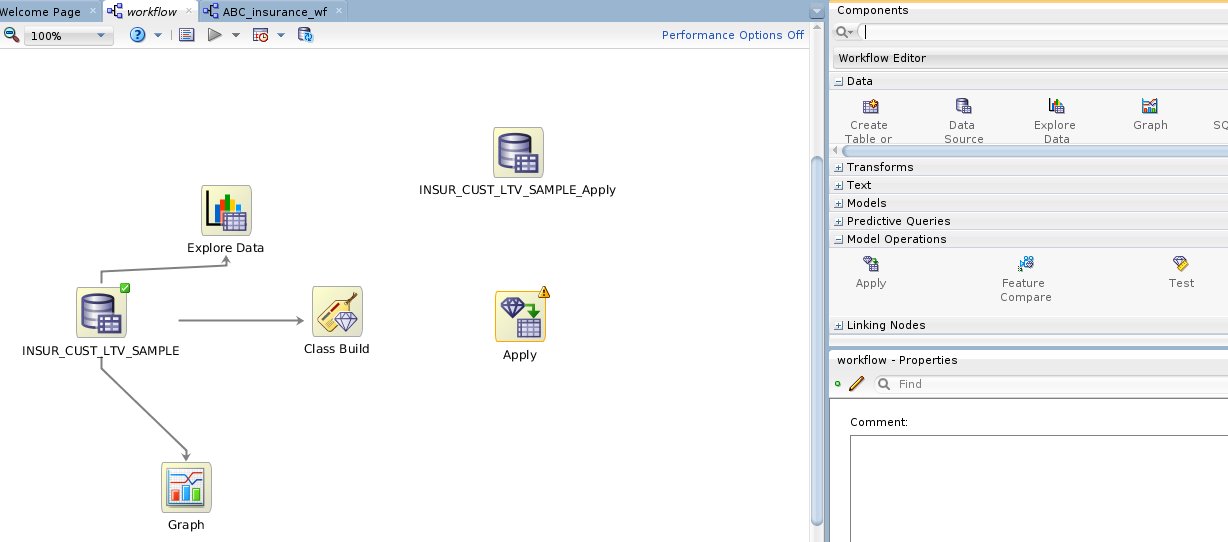 Welcome Page
workflow
ABC_insurance_wf
100%
Performance Options Off
INSUR_CUST_LTV_SAMPLE_Apply
Explore Data
INSUR_CUST_LTV_SAMPLE
Class Build
Apply
Graph
Components
Workflow Editor
Data
Create
Table or
Data
Source
Explore
Data
Graph
SQ
Transforms
Text
Models
Predictive Queries
Model Operations
Apply
Feature
Compare
Test
Linking Nodes
workflow - Properties
Find
Comment: